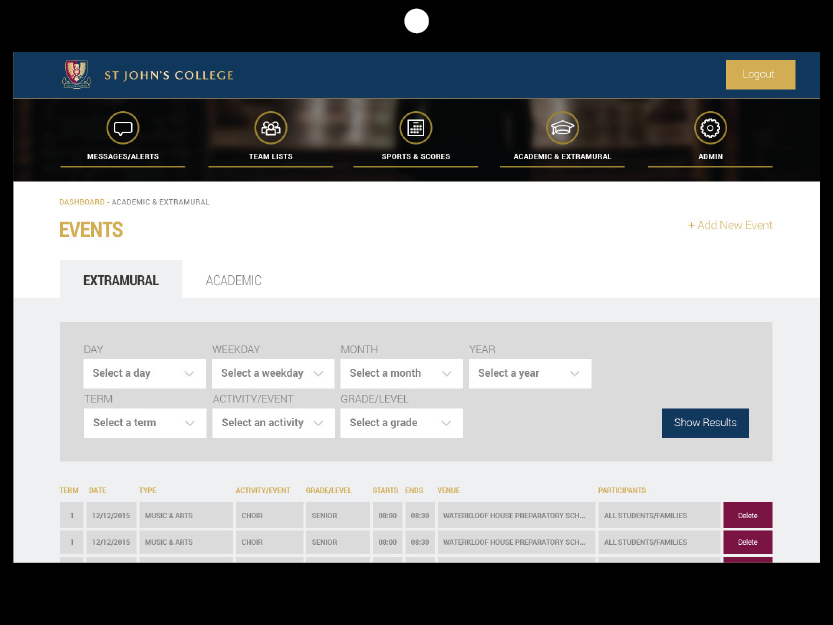 ST JOHN'S COLLEGE
Logout
MESSAGES/ALERTS TEAM LISTS SPORTS & SCORES ACADEMIC & EXTRAMURAL ADMIN
DASHBOARD - ACADEMIC & EXTRAMURAL
EVENTS
+ Add New Event
EXTRAMURAL ACADEMIC
DAY WEEKDAY MONTH YEAR
Select a day Select a weekday Select a month Select a year
TERM ACTIVITY/EVENT GRADE/LEVEL
Select a term Select an activity Select a grade Show Results
TERM DATE TYPE ACTIVITY/EVENT GRADE/LEVEL STARTS ENDS VENUE PARTICIPANTS
1 12/12/2015 MUSIC & ARTS CHOIR SENIOR 08:00 08:30 WATERKLOOF HOUSE PREPARATORY SCH... ALL STUDENTS/FAMILIES Delete
1 12/12/2015 MUSIC & ARTS CHOIR SENIOR 08:00 08:30 WATERKLOOF HOUSE PREPARATORY SCH... ALL STUDENTS/FAMILIES Delete